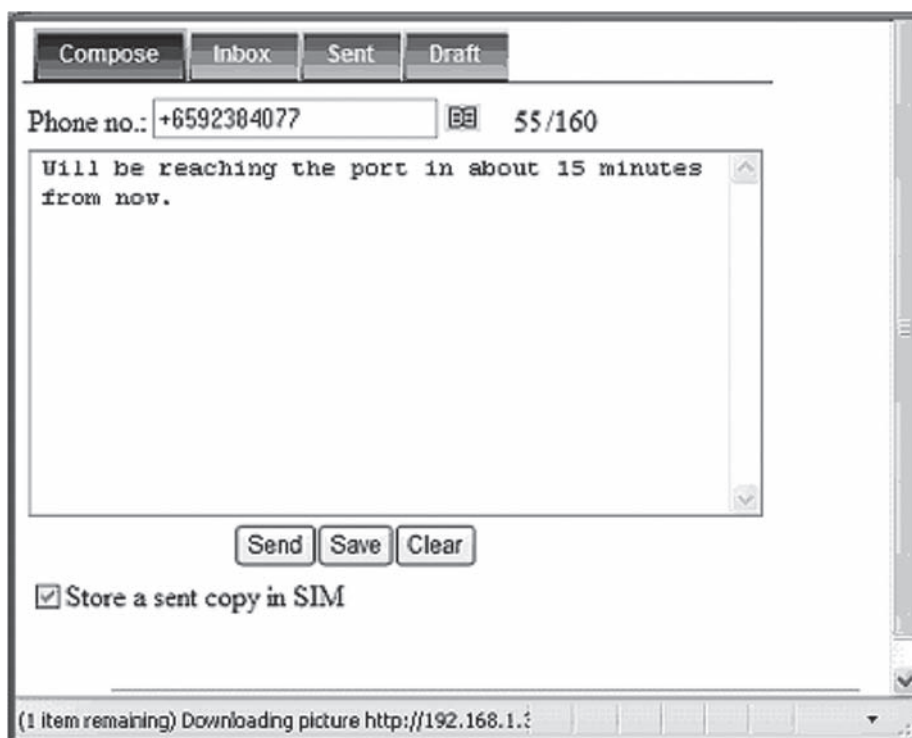 Compose Inbox Sent Draft
Phone no.: +6592384077 55/160
Will be reaching the port in about 15 minutes
from now.
Send Save Clear
Store a sent copy in SIM
(1 item remaining) Downloading picture http://192.168.1.3